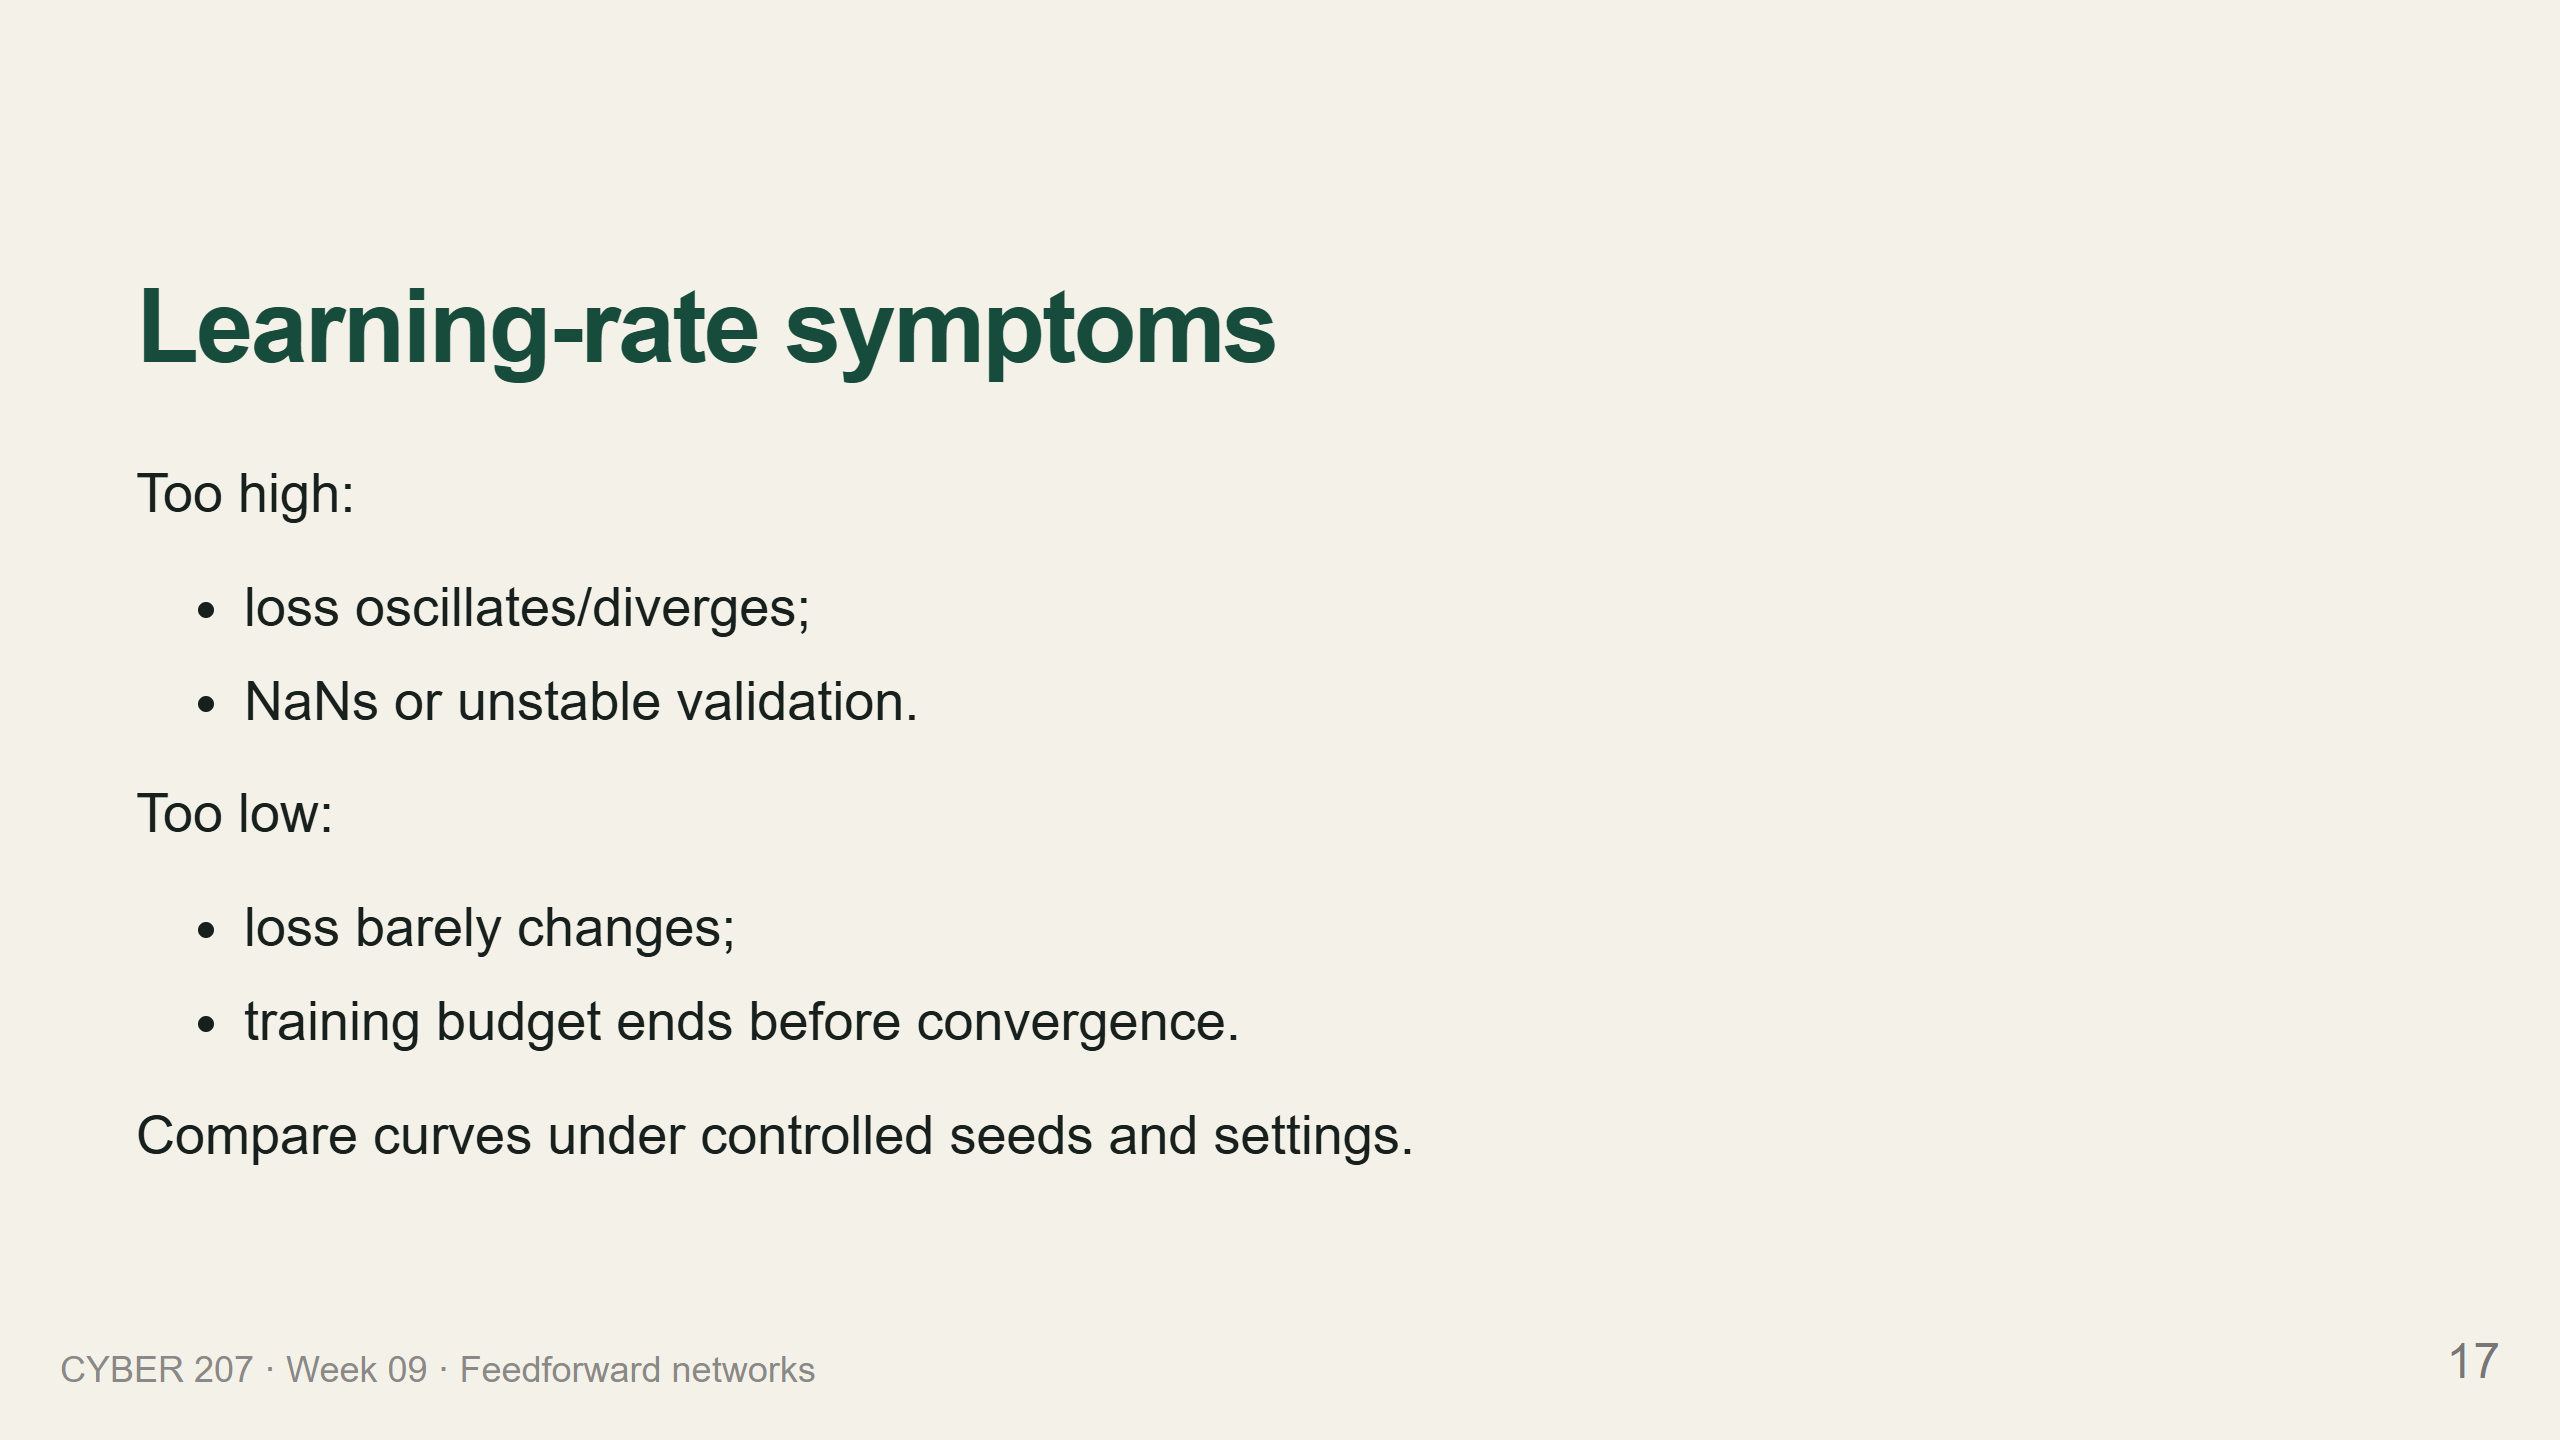 Learning-rate symptoms
Too high:
• loss oscillates/diverges;
• NaNs or unstable validation.
Too low:
• loss barely changes;
• training budget ends before convergence.
Compare curves under controlled seeds and settings.
CYBER 207 · Week 09 · Feedforward networks
17